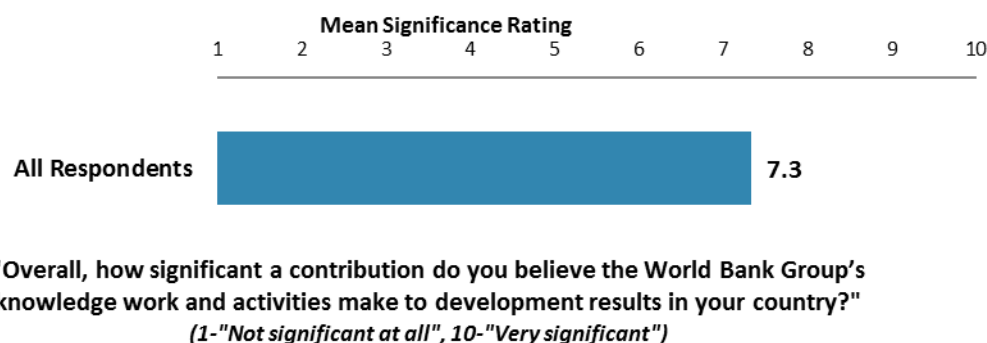 Mean Significance Rating
1 2 3 4 5 6 7 8 9 10
All Respondents 7.3
"Overall, how significant a contribution do you believe the World Bank Group’s
knowledge work and activities make to development results in your country?"
(1-"Not significant at all", 10-"Very significant")